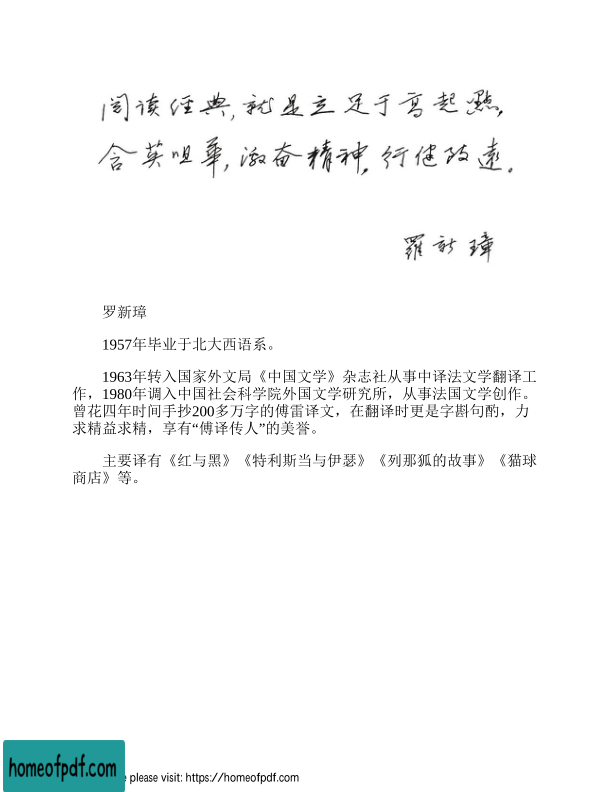 阅读经典,就是立足于高起點,
含英咀華,激奋精神,行健致遠。
羅新璋
罗新璋
1957年毕业于北大西语系。
1963年转入国家外文局《中国文学》杂志社从事中译法文学翻译工
作，1980年调入中国社会科学院外国文学研究所，从事法国文学创作。
曾花四年时间手抄200多万字的傅雷译文，在翻译时更是字斟句酌，力
求精益求精，享有“傅译传人”的美誉。
主要译有《红与黑》《特利斯当与伊瑟》《列那狐的故事》《猫球
商店》等。
homeofpdf.com
e please visit: https://homeofpdf.com